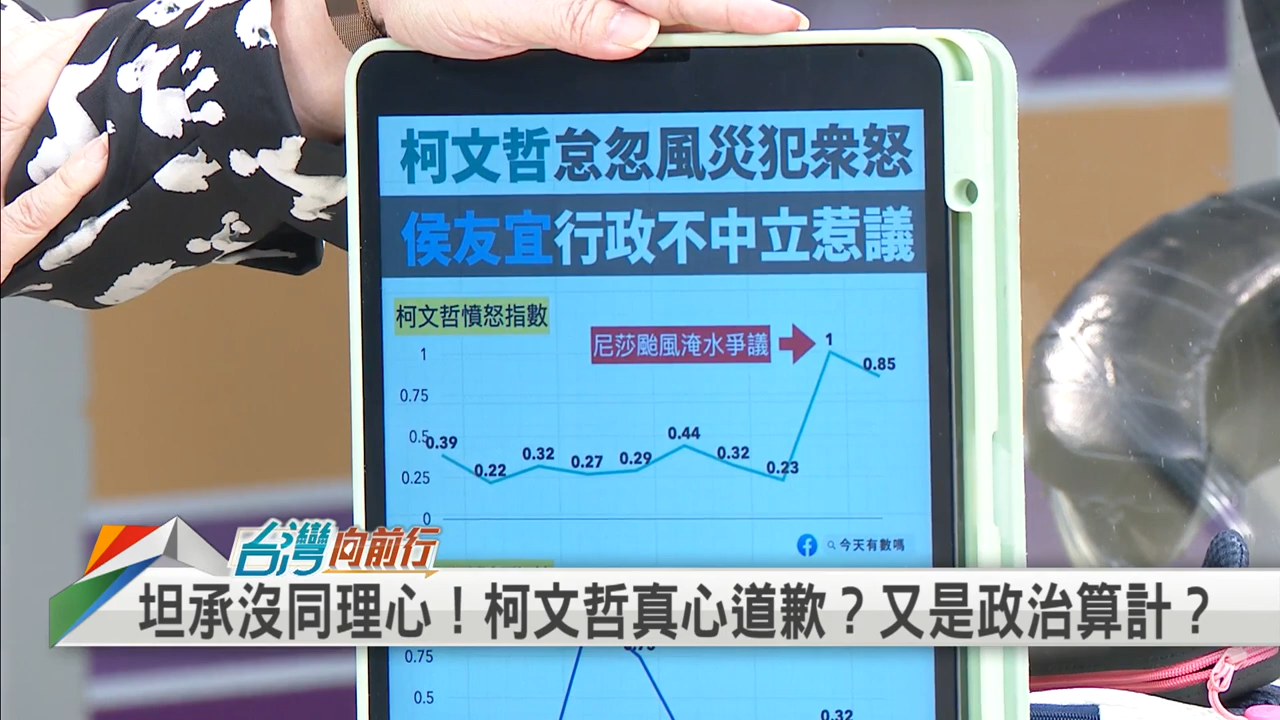 柯文哲怠忽風災犯衆怒
侯友宜行政不中立惹議
柯文哲憤怒指數
尼莎颱風淹水爭議
1
1
0.85
0.75
0.5
0.39
0.44
0.32
0.29
0.32
0.27
0.22
0.23
0.25
0
今天有數嗎
台灣向前行
坦承沒同理心！柯文哲真心道歉？又是政治算計？
0.75
0.5
0.32